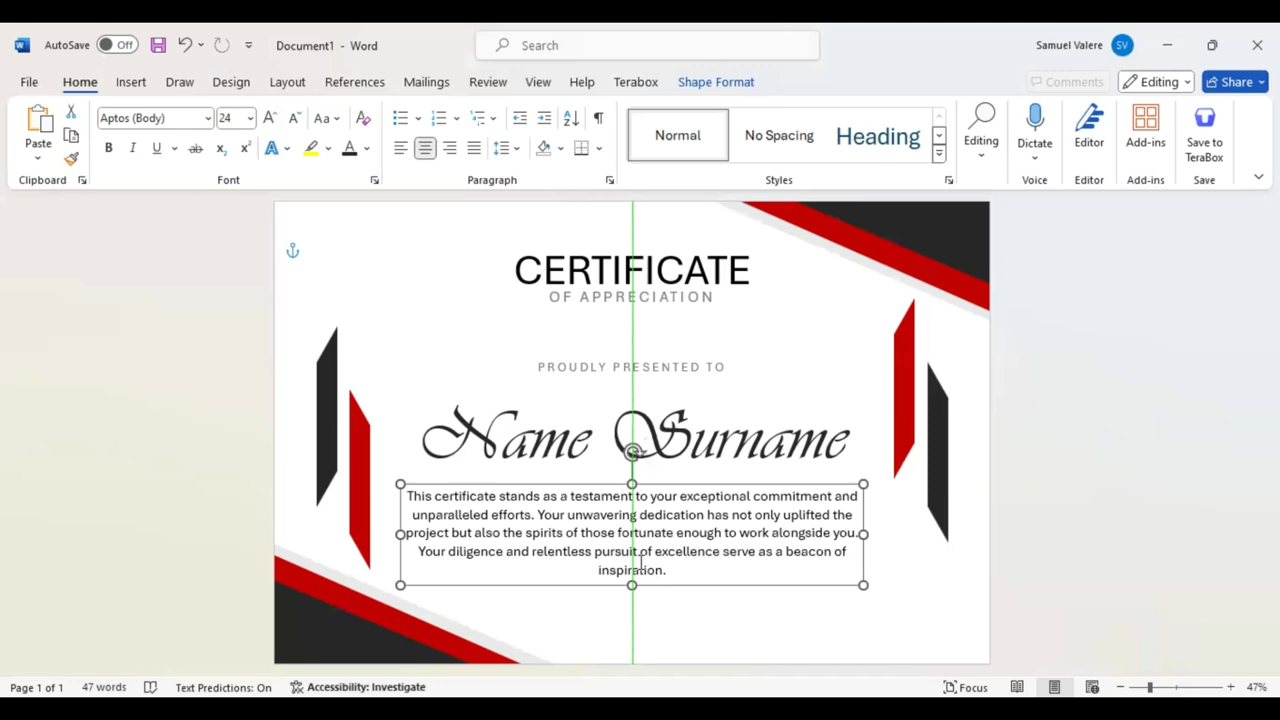 AutoSave Off Document1 - Word Search Samuel Valere SV
File Home Insert Draw Design Layout References Mailings Review View Help Terabox Shape Format Comments Editing Share
Paste Aptos (Body) 24 Aa Normal No Spacing Heading Editing Dictate Editor Add-ins Save to TeraBox
Clipboard Font Paragraph Styles Voice Editor Add-ins Save
CERTIFICATE
OF APPRECIATION
PROUDLY PRESENTED TO
Name Surname
This certificate stands as a testament to your exceptional commitment and
unparalleled efforts. Your unwavering dedication has not only uplifted the
project but also the spirits of those fortunate enough to work alongside you.
Your diligence and relentless pursuit of excellence serve as a beacon of
inspiration.
Page 1 of 1 47 words Text Predictions: On Accessibility: Investigate Focus 47%